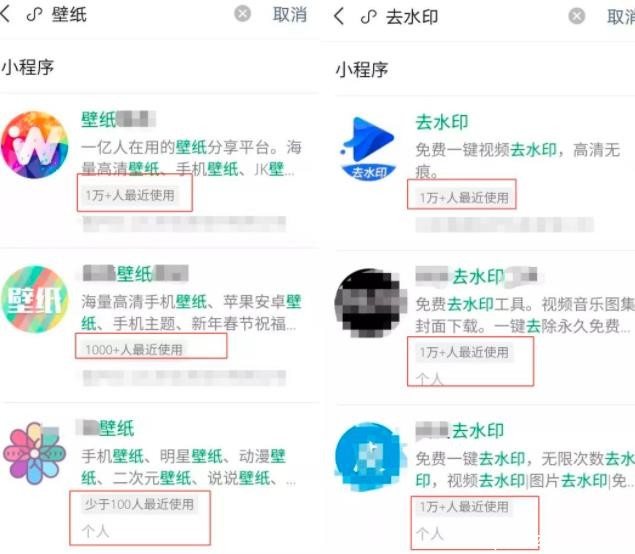 壁纸
取消
小程序
壁纸
一亿人在用的壁纸分享平台。海
量高清壁纸、手机壁纸、JK壁...
1万+人最近使用
壁纸
壁纸
海量高清手机壁纸、苹果安卓壁
纸、手机主题、新年春节祝福...
1000+人最近使用
壁纸
手机壁纸、明星壁纸、动漫壁
纸、二次元壁纸、说说壁纸、...
少于100人最近使用
个人
去水印
取消
小程序
去水印
免费一键视频去水印，高清无
痕。
去水印
1万+人最近使用
去水印
免费去水印工具。视频音乐图集
封面下载。一键去除永久免费...
1万+人最近使用
个人
去水印
免费一键去水印，无限次数去水
印，视频去水印|图片去水印|免...
1万+人最近使用
个人